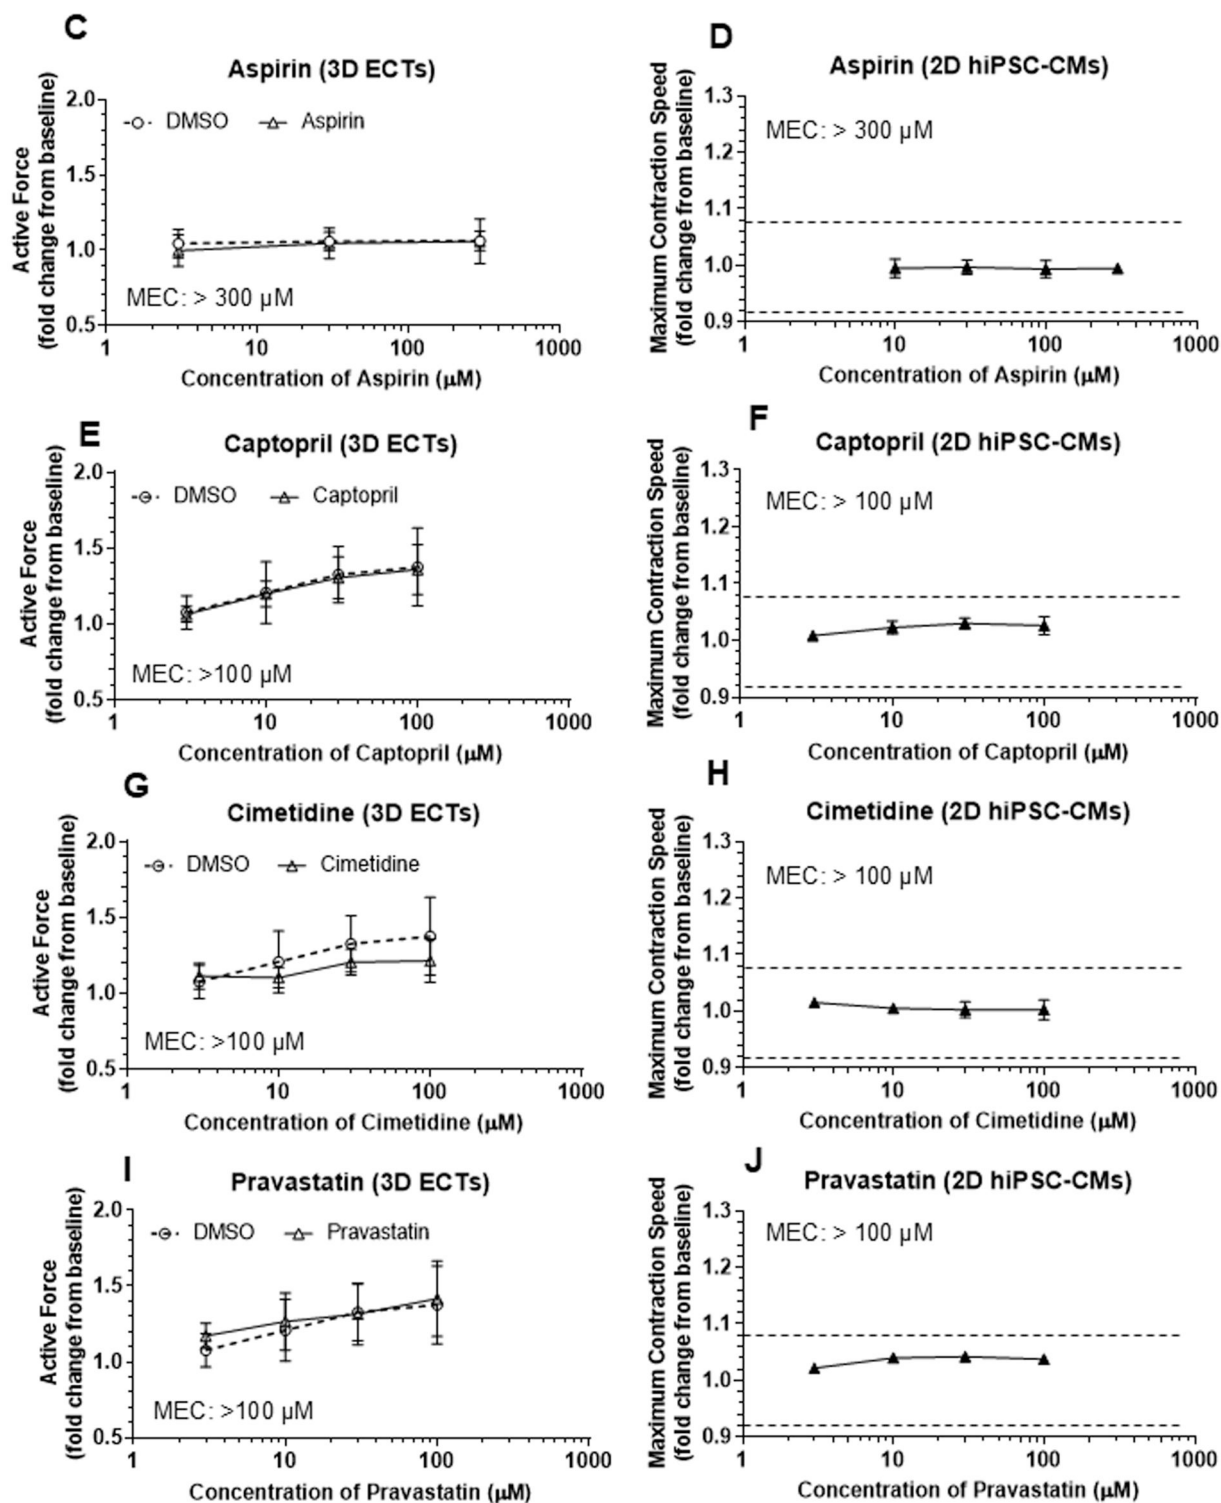 C
Aspirin (3D ECTs)
Active Force
(fold change from baseline)
2.0
1.5
1.0
0.5
DMSO Aspirin
MEC: > 300 µM
1 10 100 1000
Concentration of Aspirin (µM)
D
Aspirin (2D hiPSC-CMs)
Maximum Contraction Speed
(fold change from baseline)
1.3
1.2
1.1
1.0
0.9
MEC: > 300 µM
1 10 100 1000
Concentration of Aspirin (µM)
E
Captopril (3D ECTs)
Active Force
(fold change from baseline)
2.0
1.5
1.0
0.5
DMSO Captopril
MEC: >100 µM
1 10 100 1000
Concentration of Captopril (µM)
F
Captopril (2D hiPSC-CMs)
Maximum Contraction Speed
(fold change from baseline)
1.3
1.2
1.1
1.0
0.9
MEC: > 100 µM
1 10 100 1000
Concentration of Captopril (µM)
G
Cimetidine (3D ECTs)
Active Force
(fold change from baseline)
2.0
1.5
1.0
0.5
DMSO Cimetidine
MEC: >100 µM
1 10 100 1000
Concentration of Cimetidine (µM)
H
Cimetidine (2D hiPSC-CMs)
Maximum Contraction Speed
(fold change from baseline)
1.3
1.2
1.1
1.0
0.9
MEC: > 100 µM
1 10 100 1000
Concentration of Cimetidine (µM)
I
Pravastatin (3D ECTs)
Active Force
(fold change from baseline)
2.0
1.5
1.0
0.5
DMSO Pravastatin
MEC: >100 µM
1 10 100 1000
Concentration of Pravastatin (µM)
J
Pravastatin (2D hiPSC-CMs)
Maximum Contraction Speed
(fold change from baseline)
1.3
1.2
1.1
1.0
0.9
MEC: > 100 µM
1 10 100 1000
Concentration of Pravastatin (µM)